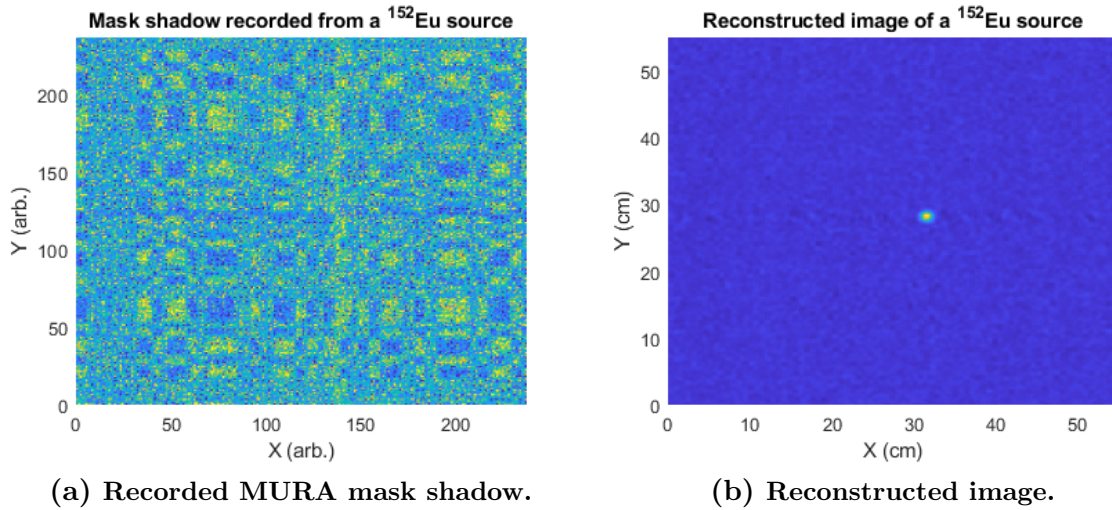 Mask shadow recorded from a ¹⁵²Eu source
200
150
100
50
0
Y (arb.)
0 50 100 150 200
X (arb.)
(a) Recorded MURA mask shadow.
Reconstructed image of a ¹⁵²Eu source
50
40
30
20
10
0
Y (cm)
0 10 20 30 40 50
X (cm)
(b) Reconstructed image.